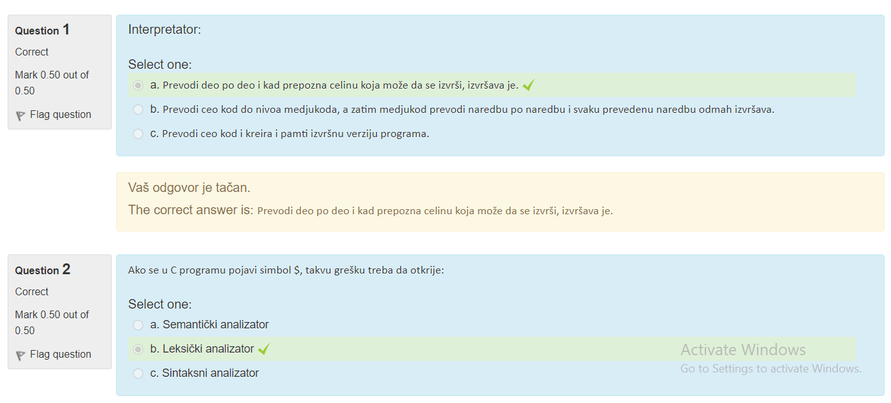 Question 1
Correct
Mark 0.50 out of
0.50
Flag question
Interpretator:
Select one:
a. Prevodi deo po deo i kad prepozna celinu koja može da se izvrši, izvršava je.
b. Prevodi ceo kod do nivoa medjukoda, a zatim medjukod prevodi naredbu po naredbu i svaku prevedenu naredbu odmah izvršava.
c. Prevodi ceo kod i kreira i pamti izvršnu verziju programa.
Vaš odgovor je tačan.
The correct answer is: Prevodi deo po deo i kad prepozna celinu koja može da se izvrši, izvršava je.
Question 2
Correct
Mark 0.50 out of
0.50
Flag question
Ako se u C programu pojavi simbol $, takvu grešku treba da otkrije:
Select one:
a. Semantički analizator
b. Leksički analizator
c. Sintaksni analizator
Activate Windows
Go to Settings to activate Windows.